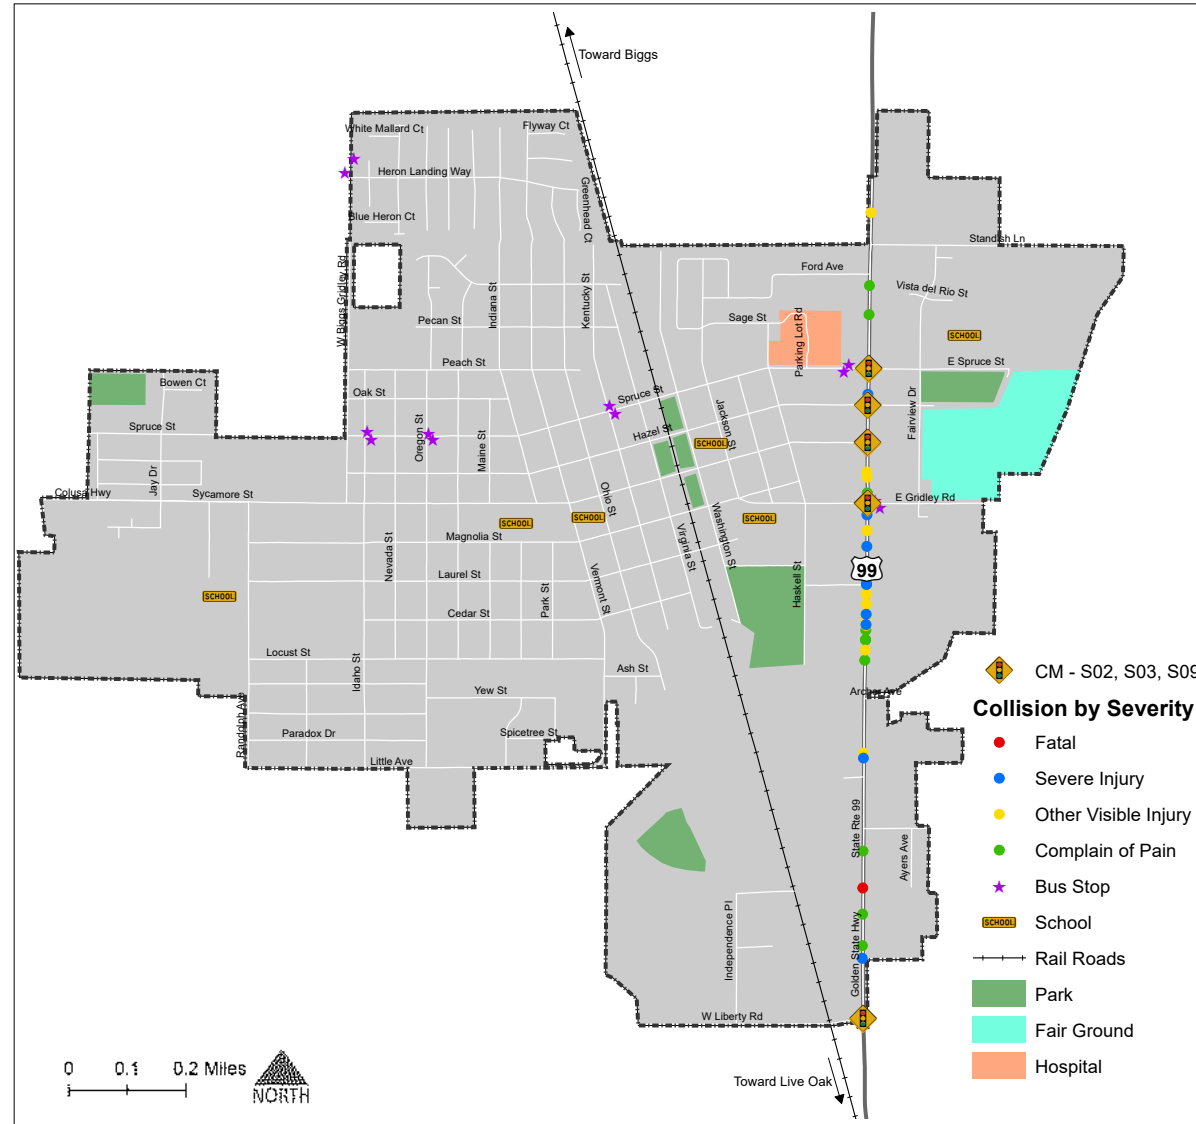 Toward Biggs
White Mallard Ct
Flyway Ct
Heron Landing Way
Greenhead Ct
Blue Heron Ct
Standish Ln
W Biggs Gridley Rd
Ford Ave
Vista del Rio St
Indiana St
Kentucky St
Pecan St
Sage St
Parking Lot Rd
SCHOOL
Peach St
E Spruce St
Bowen Ct
Oak St
Spruce St
Jackson St
Fairview Dr
Spruce St
Oregon St
Maine St
Hazel St
SCHOOL
Jay Dr
Colusa Hwy
Sycamore St
Ohio St
E Gridley Rd
SCHOOL
SCHOOL
SCHOOL
Washington St
Virginia St
Magnolia St
Nevada St
99
Laurel St
Park St
Vermont St
Haskell St
SCHOOL
Cedar St
Locust St
Idaho St
Ash St
CM - S02, S03, S09
Yew St
Archer Ave
Randolph Ave
Collision by Severity
Paradox Dr
Spicetree St
Fatal
Little Ave
Severe Injury
State Rte 99
Other Visible Injury
Ayers Ave
Complain of Pain
Bus Stop
Independence Pl
Golden State Hwy
SCHOOL
School
Rail Roads
Park
W Liberty Rd
Fair Ground
Hospital
0 0.1 0.2 Miles
NORTH
Toward Live Oak